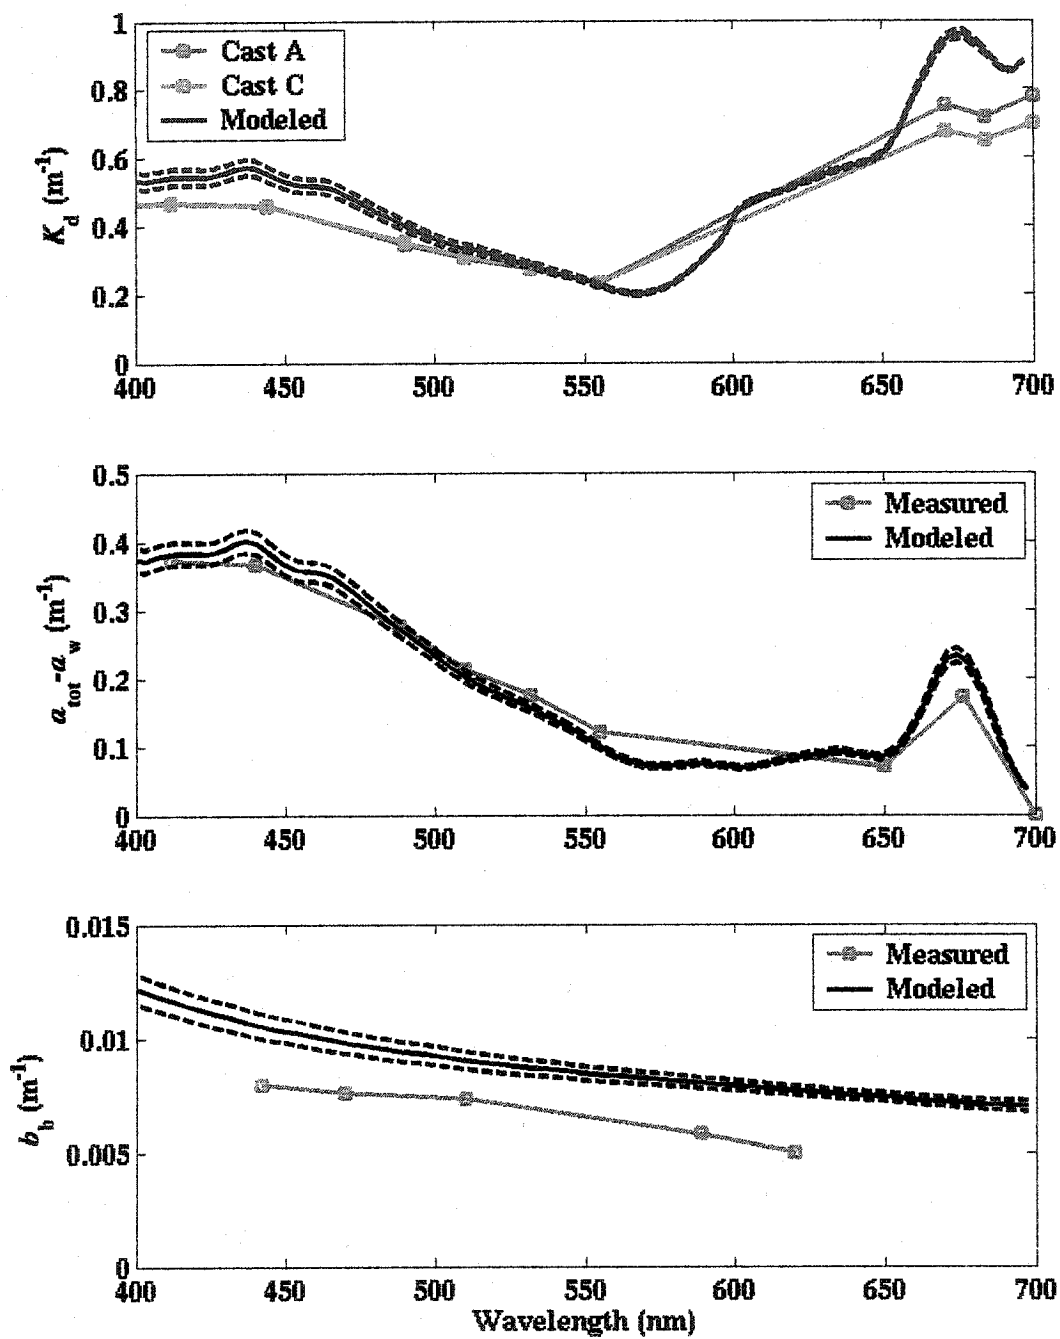 1
0.8
0.6
0.4
0.2
0
K_d (m^-1)
Cast A
Cast C
Modeled
400 450 500 550 600 650 700
0.5
0.4
0.3
0.2
0.1
0
a_tot-a_w (m^-1)
Measured
Modeled
400 450 500 550 600 650 700
0.015
0.01
0.005
0
b_b (m^-1)
Measured
Modeled
400 450 500 550 600 650 700
Wavelength (nm)